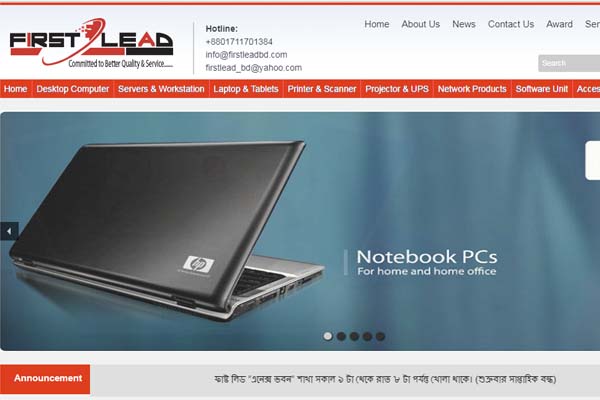 FIRST LEAD
Committed to Better Quality & Service......
Hotline:
+8801711701384
info@firstleadbd.com
firstlead_bd@yahoo.com
Home About Us News Contact Us Award Ser
Search
Home Desktop Computer Servers & Workstation Laptop & Tablets Printer & Scanner Projector & UPS Network Products Software Unit Acces
hp
Notebook PCs
For home and home office
Announcement
ফার্স্ট লিড “এনেক্স ভবন” শাখা সকাল ৯ টা থেকে রাত ৮ টা পর্যন্ত খোলা থাকে। (শুক্রবার সাপ্তাহিক বন্ধ)